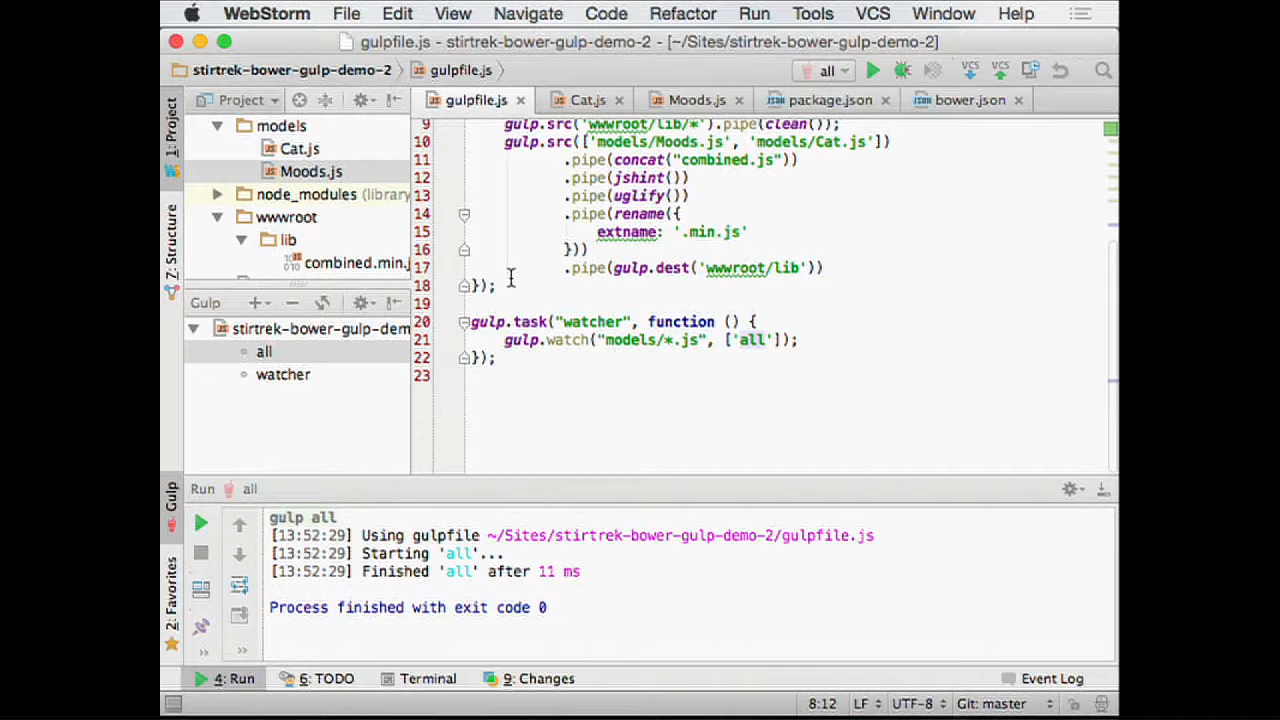 WebStorm File Edit View Navigate Code Refactor Run Tools VCS Window Help
gulpfile.js - stirtrek-bower-gulp-demo-2 - [~/Sites/stirtrek-bower-gulp-demo-2]
stirtrek-bower-gulp-demo-2 gulpfile.js all VCS VCS
1: Project
Z: Structure
Gulp
2: Favorites
Project
models
Cat.js
Moods.js
node_modules (library
wwwroot
lib
combined.min.j
Gulp
stirtrek-bower-gulp-dem
all
watcher
gulpfile.js Cat.js Moods.js package.json bower.json
9 gulp.src('wwwroot/lib/*').pipe(clean());
10 gulp.src(['models/Moods.js', 'models/Cat.js'])
11 .pipe(concat("combined.js"))
12 .pipe(jshint())
13 .pipe(uglify())
14 .pipe(rename({
15 extname: '.min.js'
16 }))
17 .pipe(gulp.dest('wwwroot/lib'))
18 });
19
20 gulp.task("watcher", function () {
21 gulp.watch("models/*.js", ['all']);
22 });
23
Run all
gulp all
[13:52:29] Using gulpfile ~/Sites/stirtrek-bower-gulp-demo-2/gulpfile.js
[13:52:29] Starting 'all'...
[13:52:29] Finished 'all' after 11 ms
Process finished with exit code 0
4: Run 6: TODO Terminal 9: Changes Event Log
8:12 LF UTF-8 Git: master